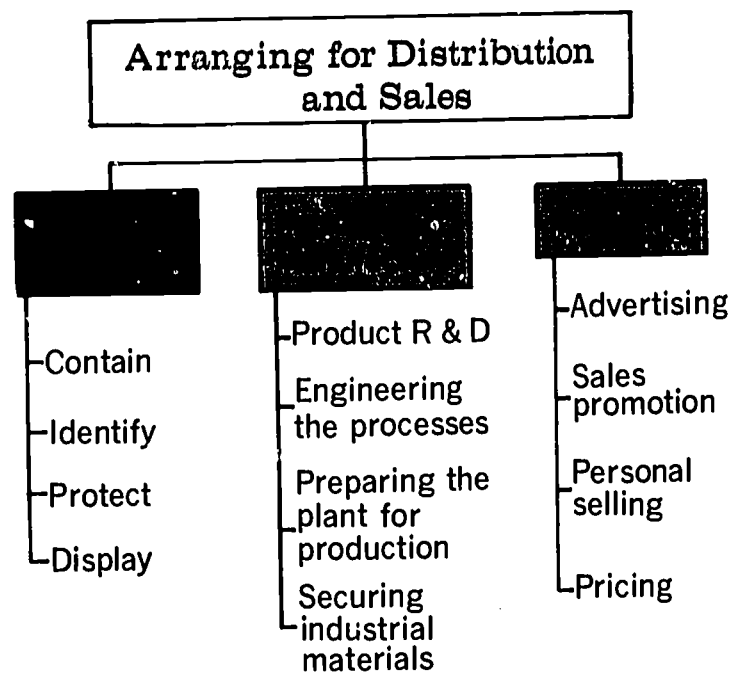 Arranging for Distribution
and Sales
Contain
Identify
Protect
Display
Product R & D
Engineering
the processes
Preparing the
plant for
production
Securing
industrial
materials
Advertising
Sales
promotion
Personal
selling
Pricing